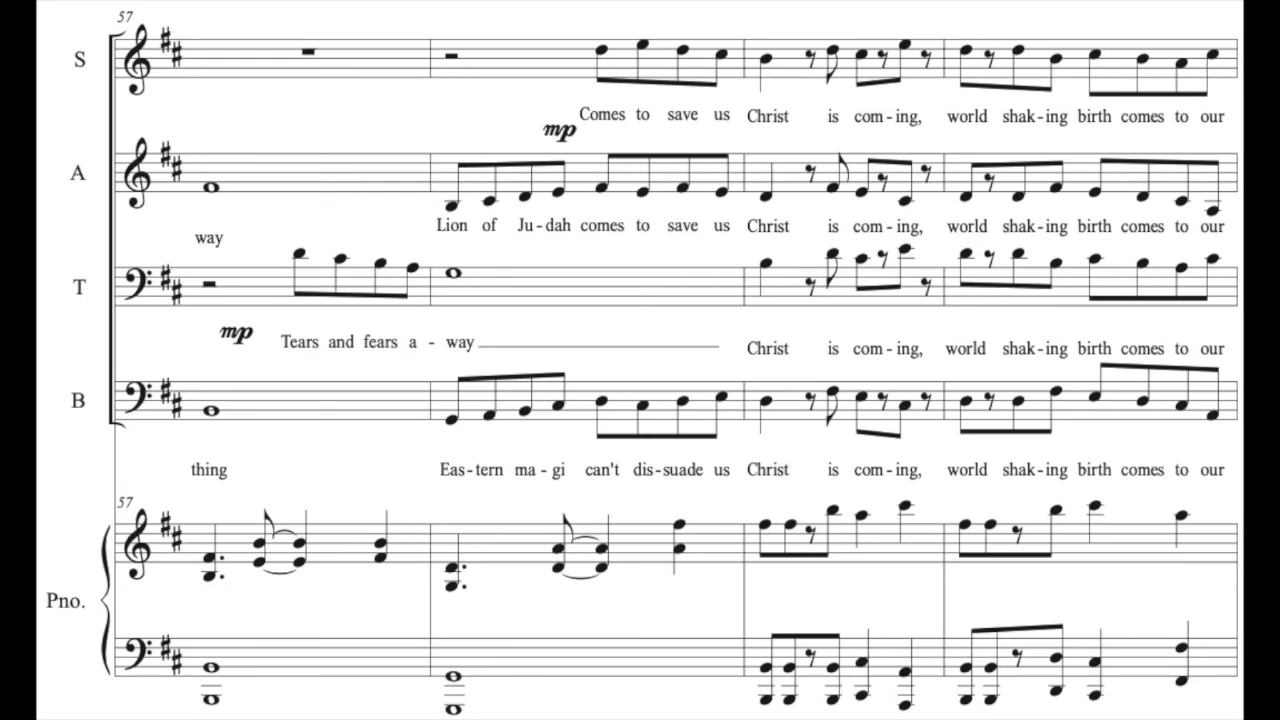 57
S
Comes to save us Christ is com - ing, world shak - ing birth comes to our
mp
A
way Lion of Ju - dah comes to save us Christ is com - ing, world shak - ing birth comes to our
T
mp Tears and fears a - way Christ is com - ing, world shak - ing birth comes to our
B
thing Eas - tern ma - gi can't dis - suade us Christ is com - ing, world shak - ing birth comes to our
57
Pno.